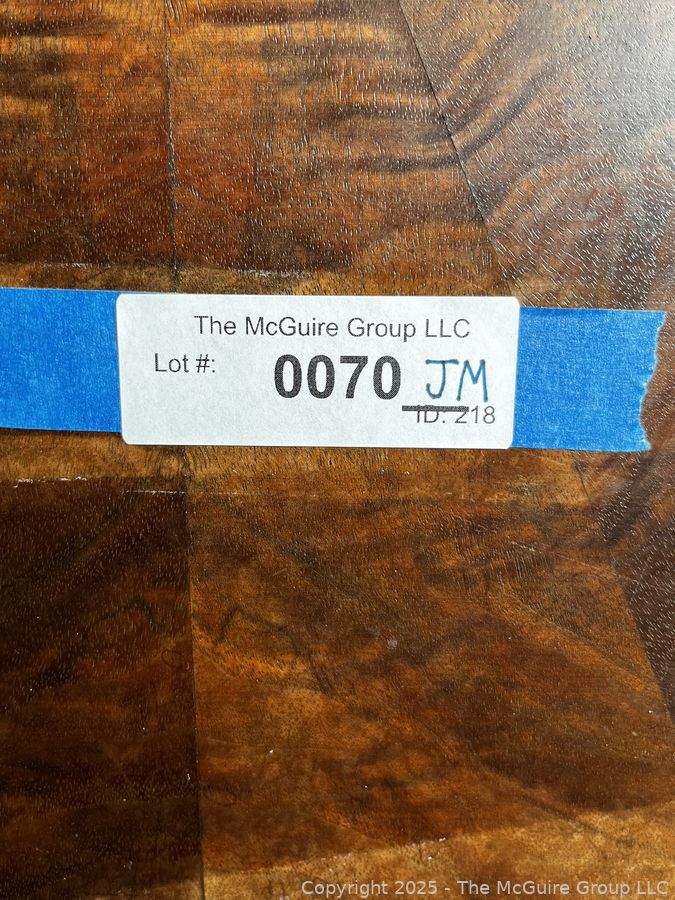 The McGuire Group LLC
Lot #: 0070 JM
ID: 218
Copyright 2025 - The McGuire Group LLC